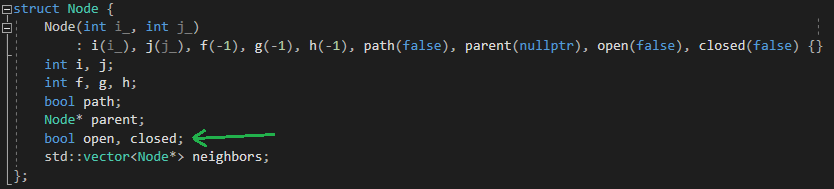 struct Node {
Node(int i_, int j_)
: i(i_), j(j_), f(-1), g(-1), h(-1), path(false), parent(nullptr), open(false), closed(false) {}
int i, j;
int f, g, h;
bool path;
Node* parent;
bool open, closed;
std::vector<Node*> neighbors;
};